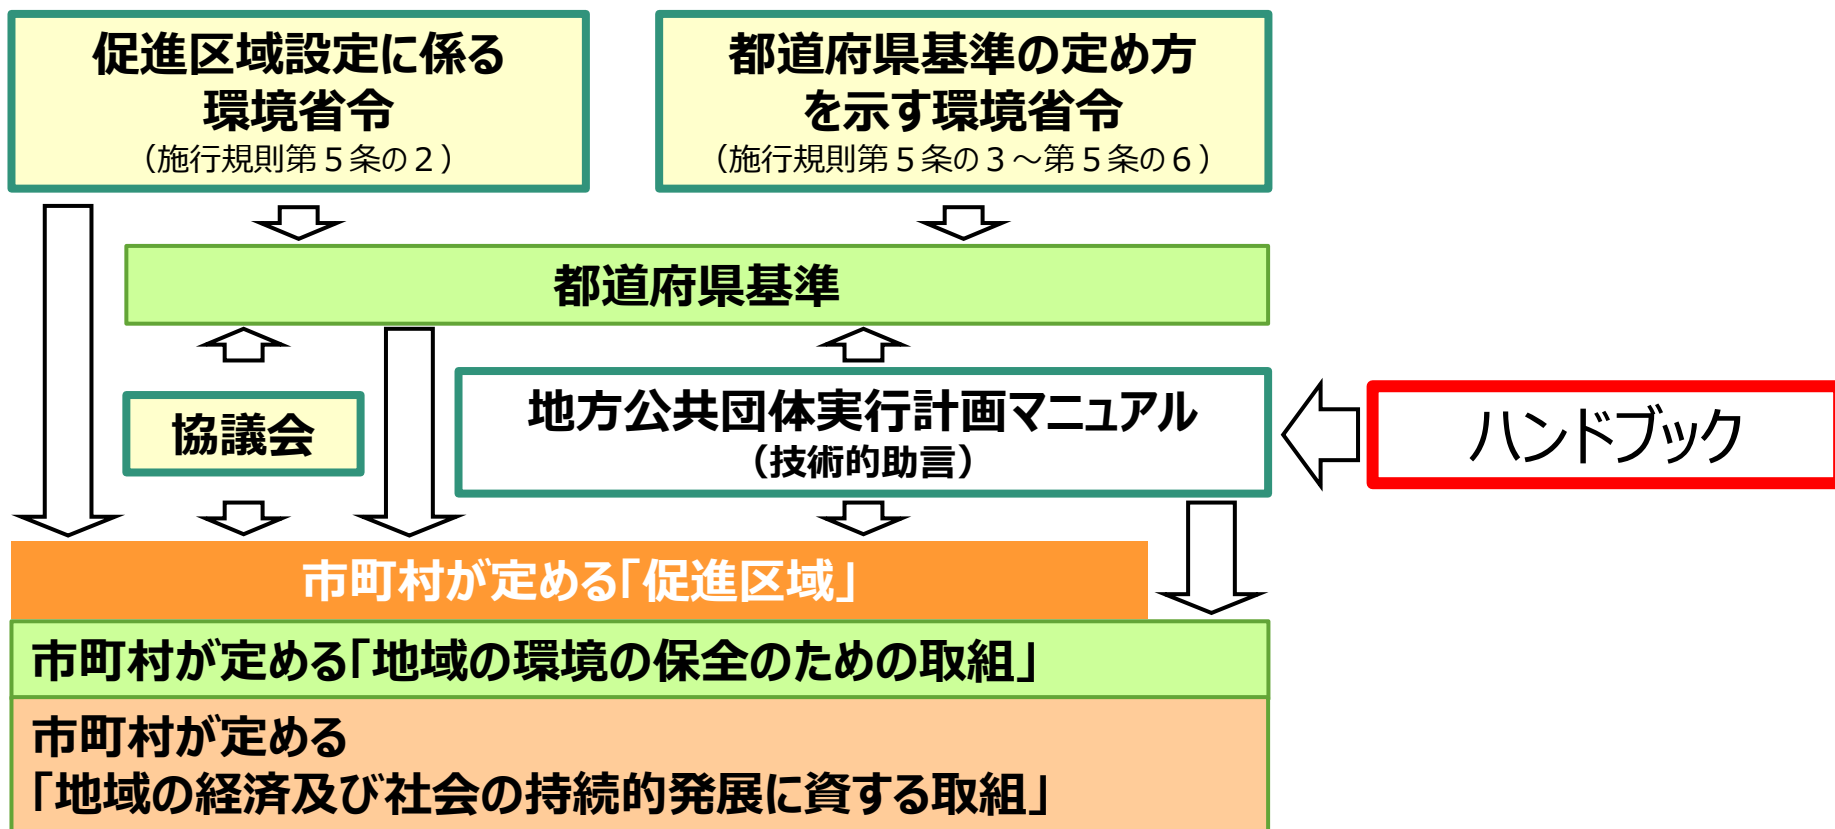 促進区域設定に係る
環境省令
（施行規則第５条の２）
都道府県基準の定め方
を示す環境省令
（施行規則第５条の３～第５条の６）
都道府県基準
協議会
地方公共団体実行計画マニュアル
（技術的助言）
ハンドブック
市町村が定める「促進区域」
市町村が定める「地域の環境の保全のための取組」
市町村が定める
「地域の経済及び社会の持続的発展に資する取組」